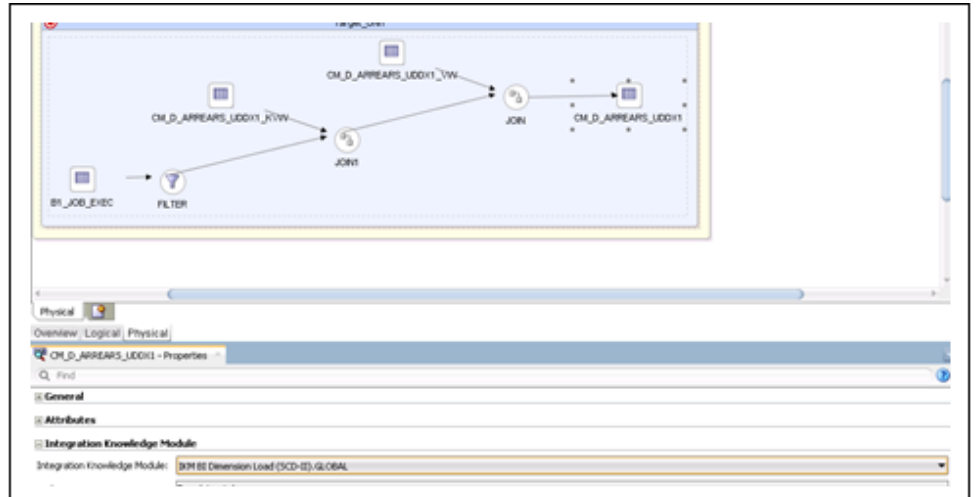 Target_Unit
CM_D_ARREARS_UDDX1_VW
CM_D_ARREARS_UDDX1_KVW
JOIN
CM_D_ARREARS_UDDX1
JOIN1
B1_JOB_EXEC
FILTER
Physical
Overview Logical Physical
CM_D_ARREARS_UDDX1 - Properties
Find
General
Attributes
Integration Knowledge Module
Integration Knowledge Module: IKM BI Dimension Load (SCD-II).GLOBAL